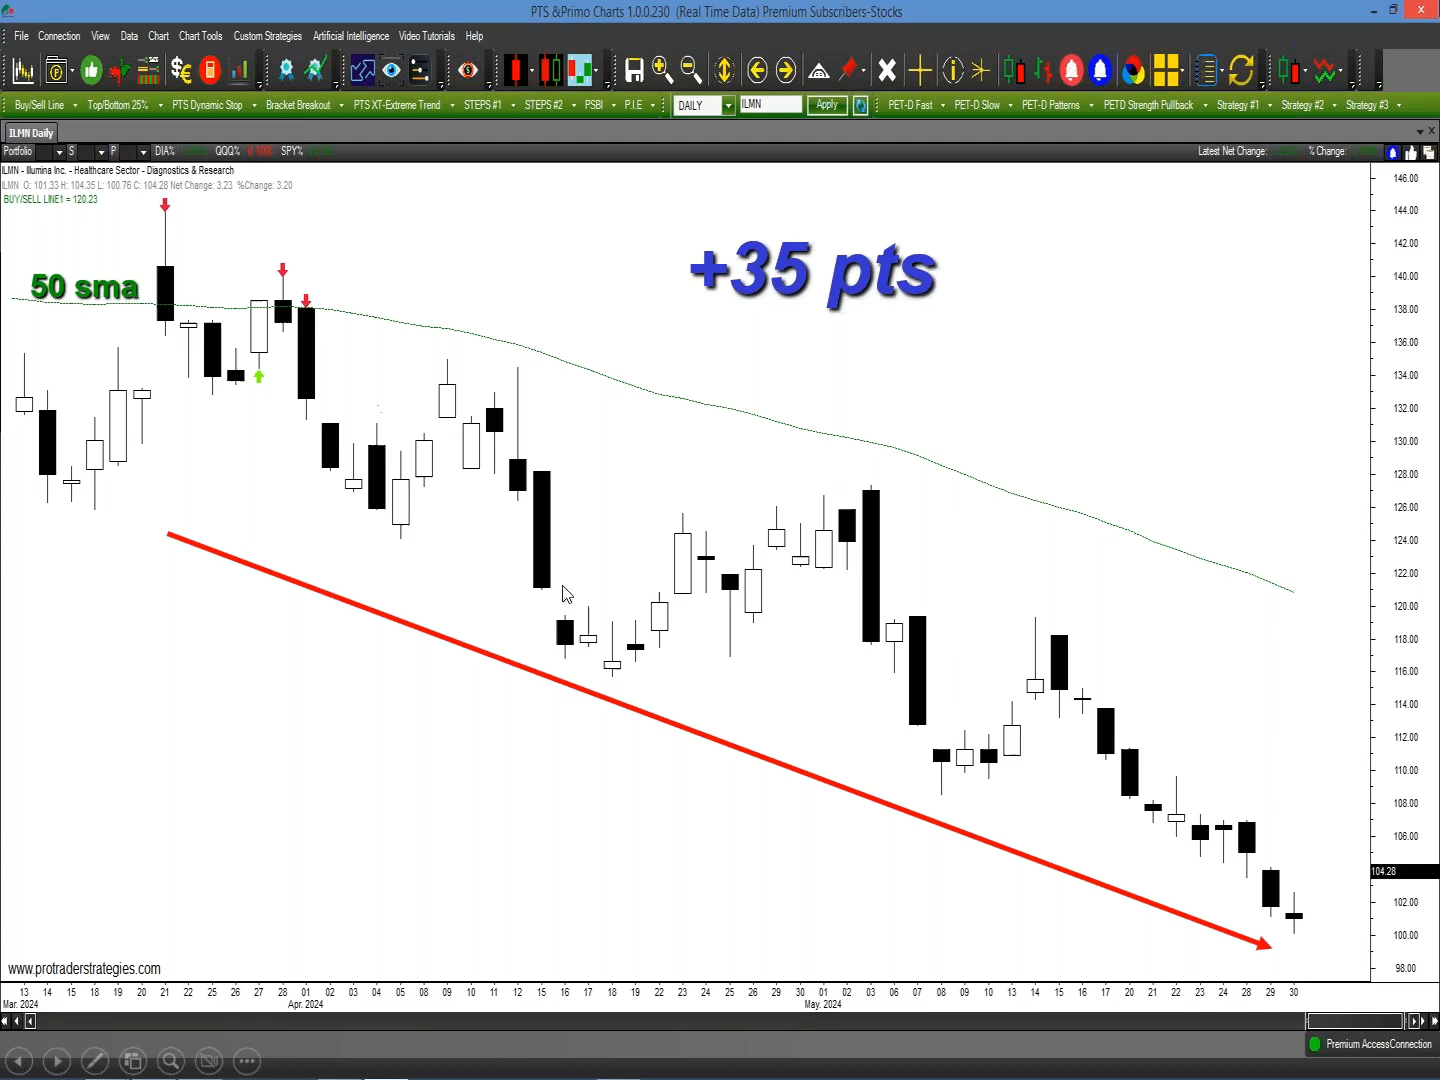 PTS &Primo Charts 1.0.0.230 (Real Time Data) Premium Subscribers-Stocks
File Connection View Data Chart Chart Tools Custom Strategies Artificial Intelligence Video Tutorials Help
Buy/Sell Line Top/Bottom 25% PTS Dynamic Stop Bracket Breakout PTS XT-Extreme Trend STEPS #1 STEPS #2 PSBI P.I.E DAILY ILMN Apply PET-D Fast PET-D Slow PET-D Patterns PETD Strength Pullback Strategy #1 Strategy #2 Strategy #3
ILMN Daily
Portfolio S P DIA% QQQ% SPY% Latest Net Change: % Change:
ILMN - Illumina Inc. - Healthcare Sector - Diagnostics & Research
ILMN O: 101.33 H: 104.35 L: 100.76 C: 104.28 Net Change: 3.23 %Change: 3.20
BUY/SELL LINE1 = 120.23
50 sma
+35 pts
146.00
144.00
142.00
140.00
138.00
136.00
134.00
132.00
130.00
128.00
126.00
124.00
122.00
120.00
118.00
116.00
114.00
112.00
110.00
108.00
106.00
104.28
102.00
100.00
98.00
www.protraderstrategies.com
13 14 15 18 19 20 21 22 25 26 27 28 01 02 03 04 05 08 09 10 11 12 15 16 17 18 19 22 23 24 25 26 29 30 01 02 03 06 07 08 09 10 13 14 15 16 17 20 21 22 23 24 28 29 30
Mar. 2024 Apr. 2024 May. 2024
Premium AccessConnection